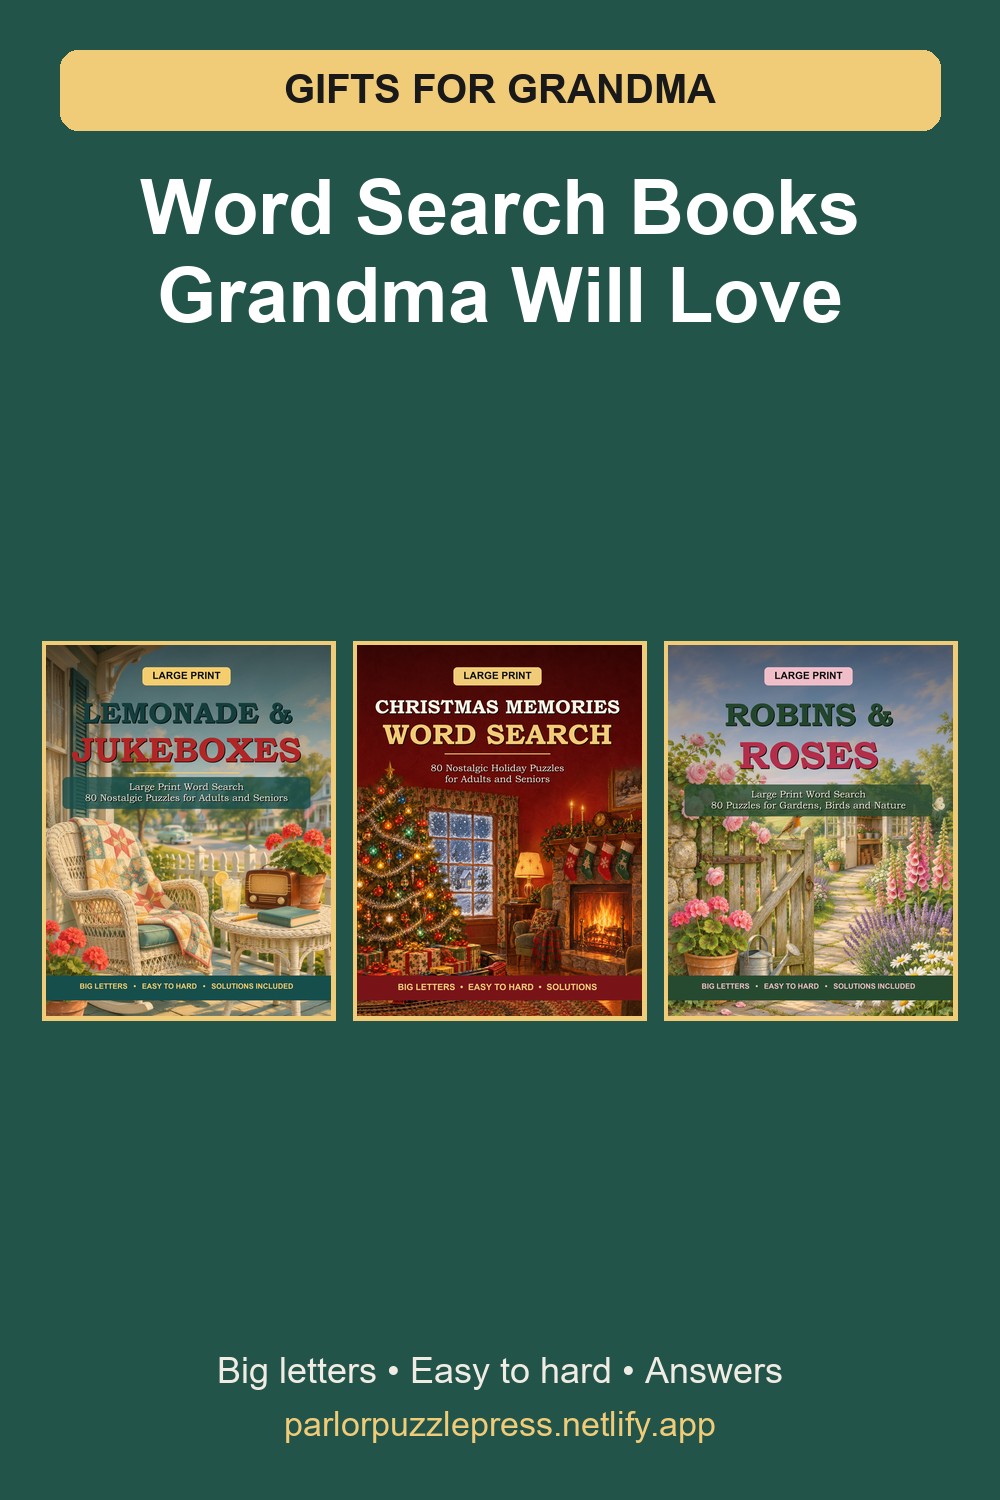 GIFTS FOR GRANDMA
Word Search Books
Grandma Will Love
LARGE PRINT
LEMONADE &
JUKEBOXES
Large Print Word Search
80 Nostalgic Puzzles for Adults and Seniors
BIG LETTERS • EASY TO HARD • SOLUTIONS INCLUDED
LARGE PRINT
CHRISTMAS MEMORIES
WORD SEARCH
80 Nostalgic Holiday Puzzles
for Adults and Seniors
BIG LETTERS • EASY TO HARD • SOLUTIONS
LARGE PRINT
ROBINS &
ROSES
Large Print Word Search
80 Puzzles for Gardens, Birds and Nature
BIG LETTERS • EASY TO HARD • SOLUTIONS INCLUDED
Big letters • Easy to hard • Answers
parlorpuzzlepress.netlify.app